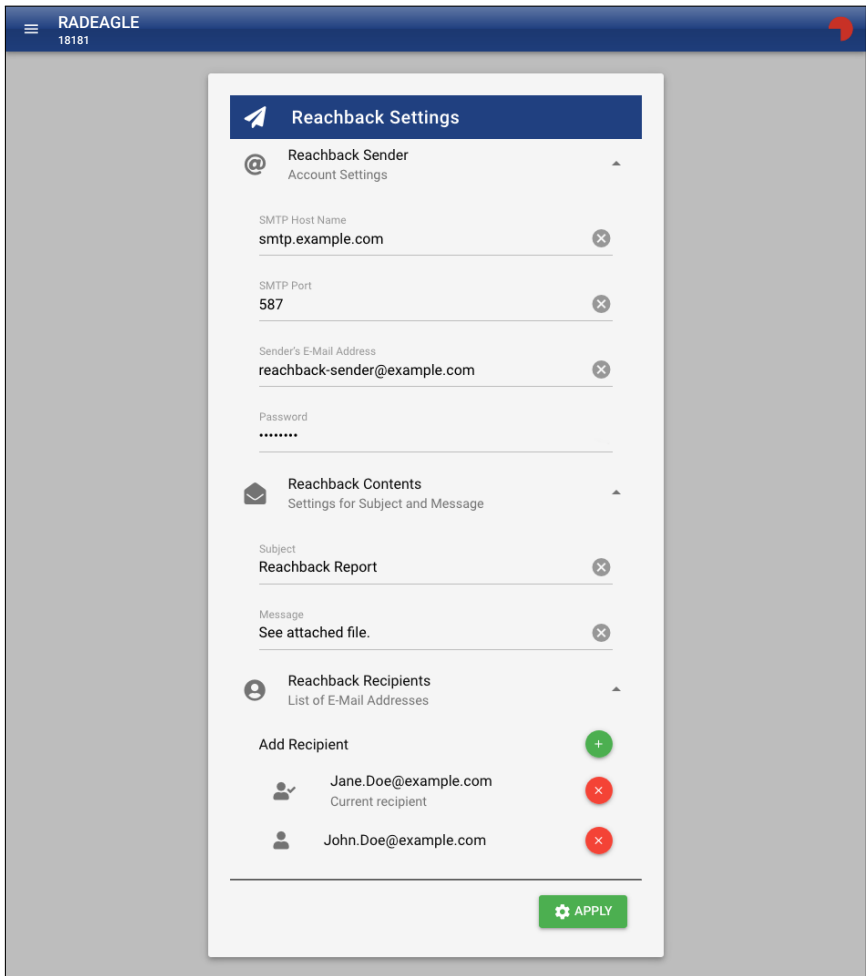 RADEAGLE
18181
Reachback Settings
Reachback Sender
Account Settings
SMTP Host Name
smtp.example.com
SMTP Port
587
Sender's E-Mail Address
reachback-sender@example.com
Password
••••••••
Reachback Contents
Settings for Subject and Message
Subject
Reachback Report
Message
See attached file.
Reachback Recipients
List of E-Mail Addresses
Add Recipient
Jane.Doe@example.com
Current recipient
John.Doe@example.com
APPLY